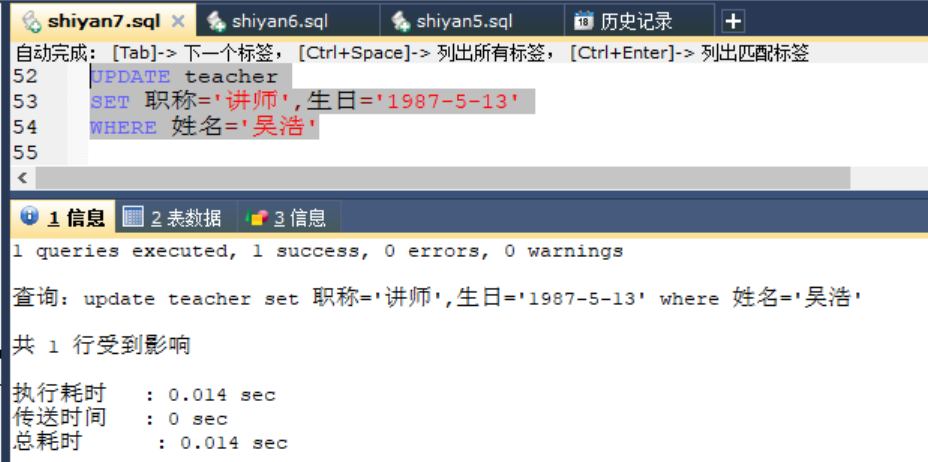 shiyan7.sql × shiyan6.sql shiyan5.sql 18 历史记录 +
自动完成： [Tab]-> 下一个标签， [Ctrl+Space]-> 列出所有标签， [Ctrl+Enter]-> 列出匹配标签
52 UPDATE teacher
53 SET 职称='讲师',生日='1987-5-13'
54 WHERE 姓名='吴浩'
55
<
1 信息 2 表数据 3 信息
1 queries executed, 1 success, 0 errors, 0 warnings
查询：update teacher set 职称='讲师',生日='1987-5-13' where 姓名='吴浩'
共 1 行受到影响
执行耗时 : 0.014 sec
传送时间 : 0 sec
总耗时 : 0.014 sec